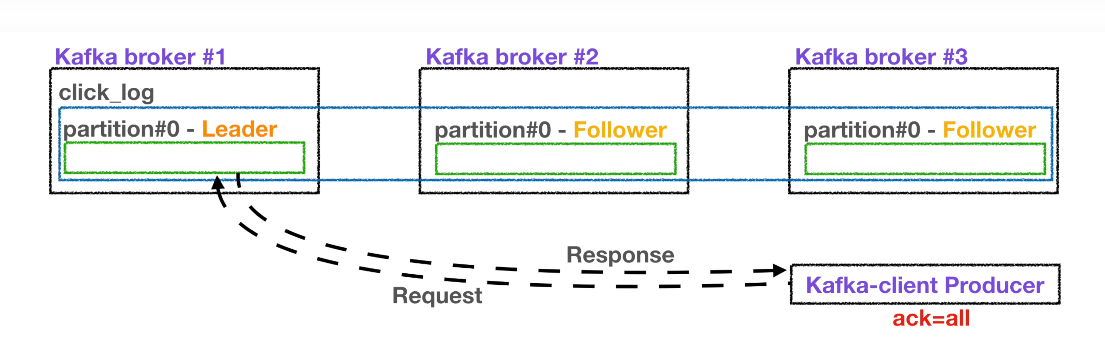 Kafka broker #1
Kafka broker #2
Kafka broker #3
click_log
partition#0 - Leader
partition#0 - Follower
partition#0 - Follower
Response
Request
Kafka-client Producer
ack=all